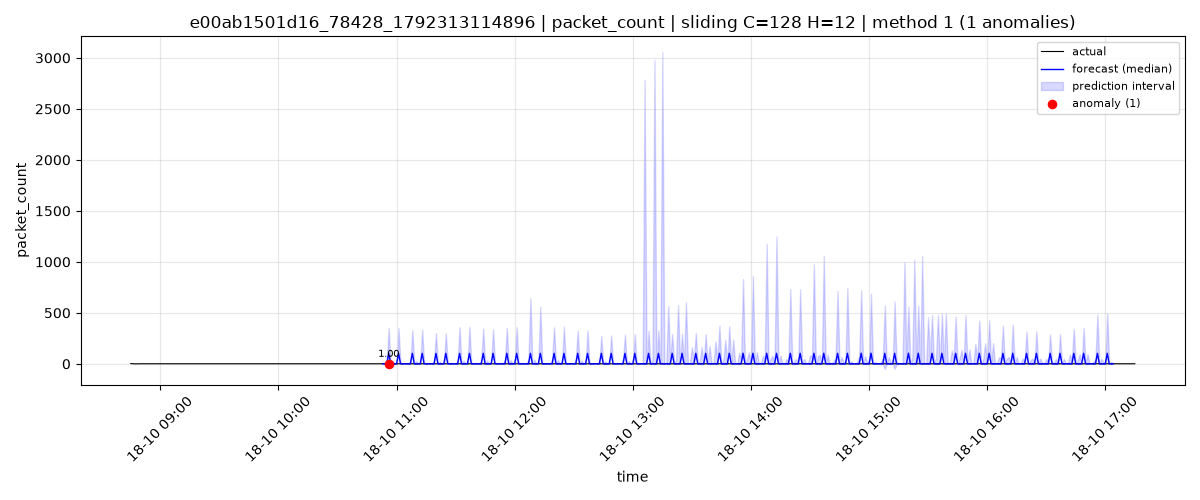 e00ab1501d16_78428_1792313114896 | packet_count | sliding C=128 H=12 | method 1 (1 anomalies)
actual
forecast (median)
prediction interval
anomaly (1)
packet_count
3000
2500
2000
1500
1000
500
0
1.00
18-10 09:00
18-10 10:00
18-10 11:00
18-10 12:00
18-10 13:00
18-10 14:00
18-10 15:00
18-10 16:00
18-10 17:00
time